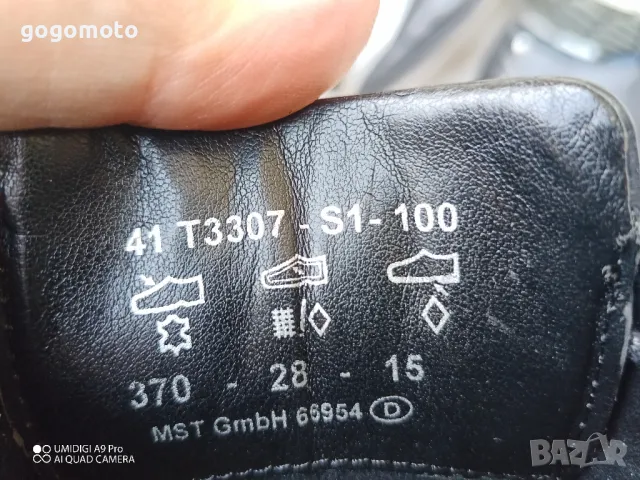 gogomoto
41 T3307 - S1 - 100
370 - 28 - 15
MST GmbH 66954 D
UMIDIGI A9 Pro
AI QUAD CAMERA
BAZAR